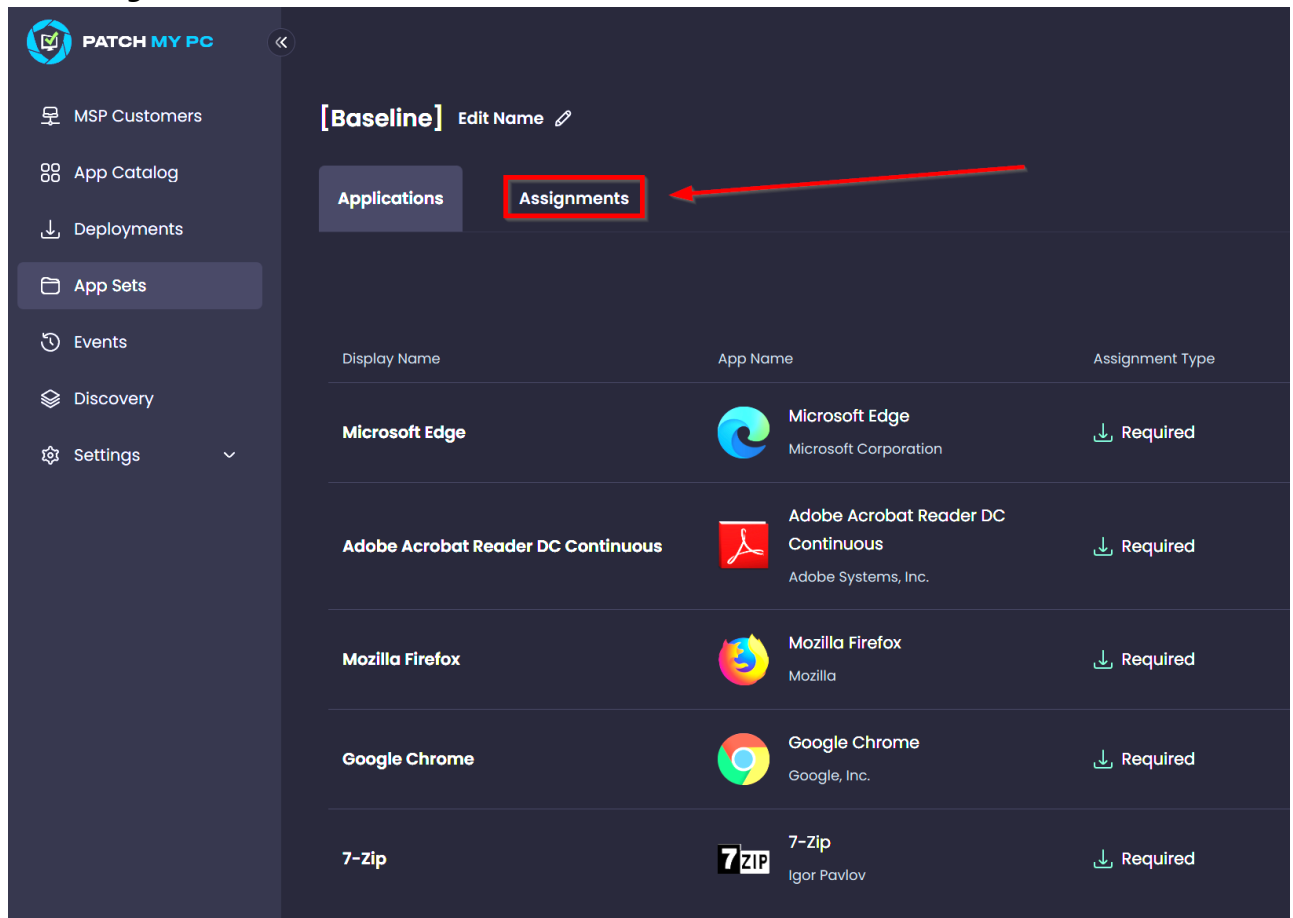 PATCH MY PC
MSP Customers
App Catalog
Deployments
App Sets
Events
Discovery
Settings
[Baseline] Edit Name
Applications Assignments
Display Name App Name Assignment Type
Microsoft Edge Microsoft Edge Required
Microsoft Corporation
Adobe Acrobat Reader DC Continuous Adobe Acrobat Reader DC
Continuous Required
Adobe Systems, Inc.
Mozilla Firefox Mozilla Firefox Required
Mozilla
Google Chrome Google Chrome Required
Google, Inc.
7-Zip 7ZIP 7-Zip Required
Igor Pavlov